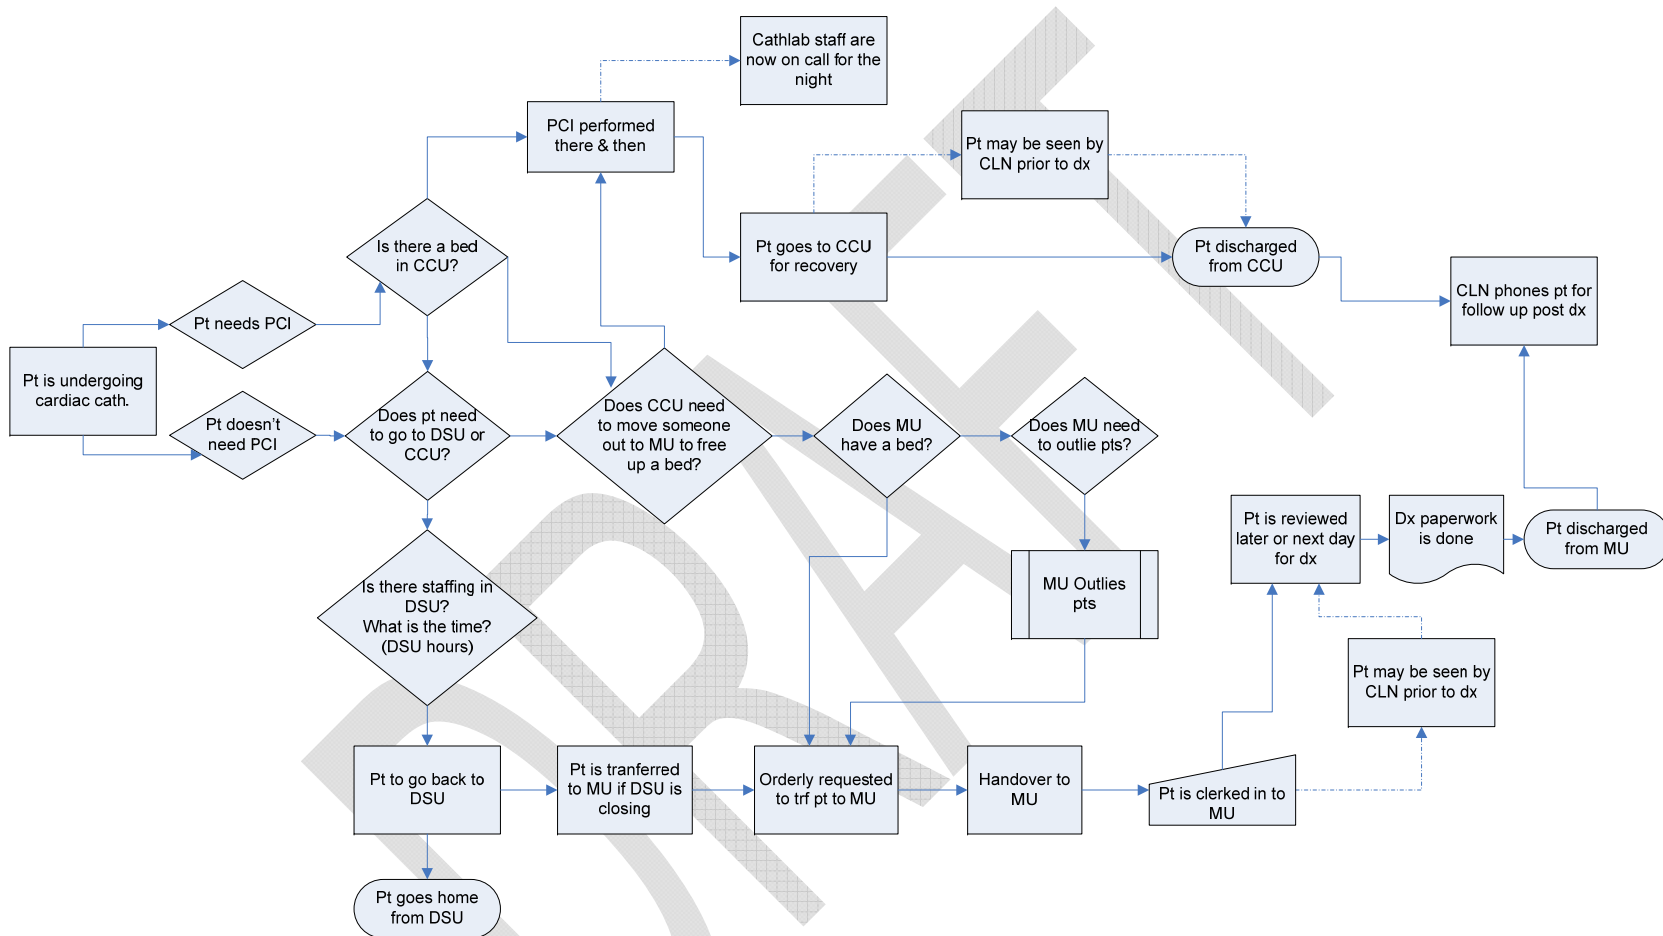 Cathlab staff are
now on call for the
night
PCI performed
there & then
Pt may be seen by
CLN prior to dx
Is there a bed
in CCU?
Pt goes to CCU
for recovery
Pt discharged
from CCU
CLN phones pt for
follow up post dx
Pt needs PCI
Pt is undergoing
cardiac cath.
Pt doesn't
need PCI
Does pt need
to go to DSU or
CCU?
Does CCU need
to move someone
out to MU to free
up a bed?
Does MU
have a bed?
Does MU need
to outlie pts?
Pt is reviewed
later or next day
for dx
Dx paperwork
is done
Pt discharged
from MU
Is there staffing in
DSU?
What is the time?
(DSU hours)
MU Outlies
pts
Pt may be seen by
CLN prior to dx
Pt to go back to
DSU
Pt is tranferred
to MU if DSU is
closing
Orderly requested
to trf pt to MU
Handover to
MU
Pt is clerked in to
MU
Pt goes home
from DSU
DRAFT